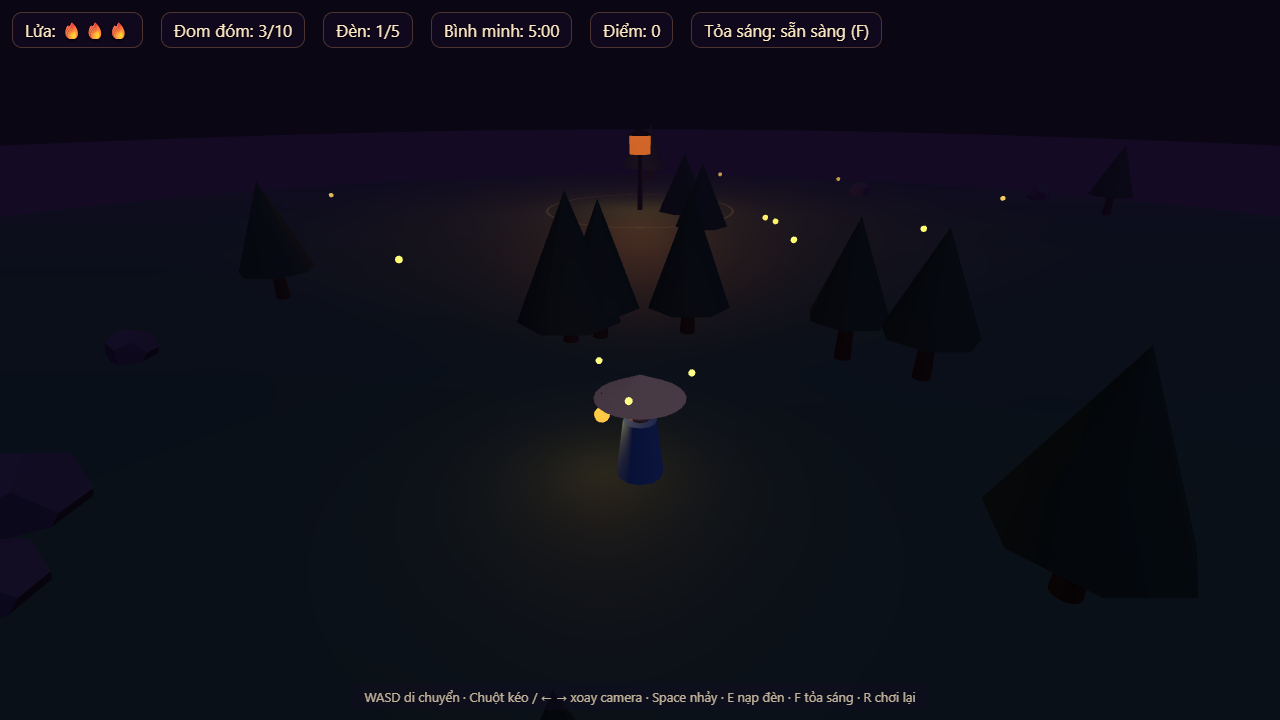 Lửa: 🔥 🔥 🔥 Đom đóm: 3/10 Đèn: 1/5 Bình minh: 5:00 Điểm: 0 Tỏa sáng: sẵn sàng (F)
WASD di chuyển · Chuột kéo / ← → xoay camera · Space nhảy · E nạp đèn · F tỏa sáng · R chơi lại